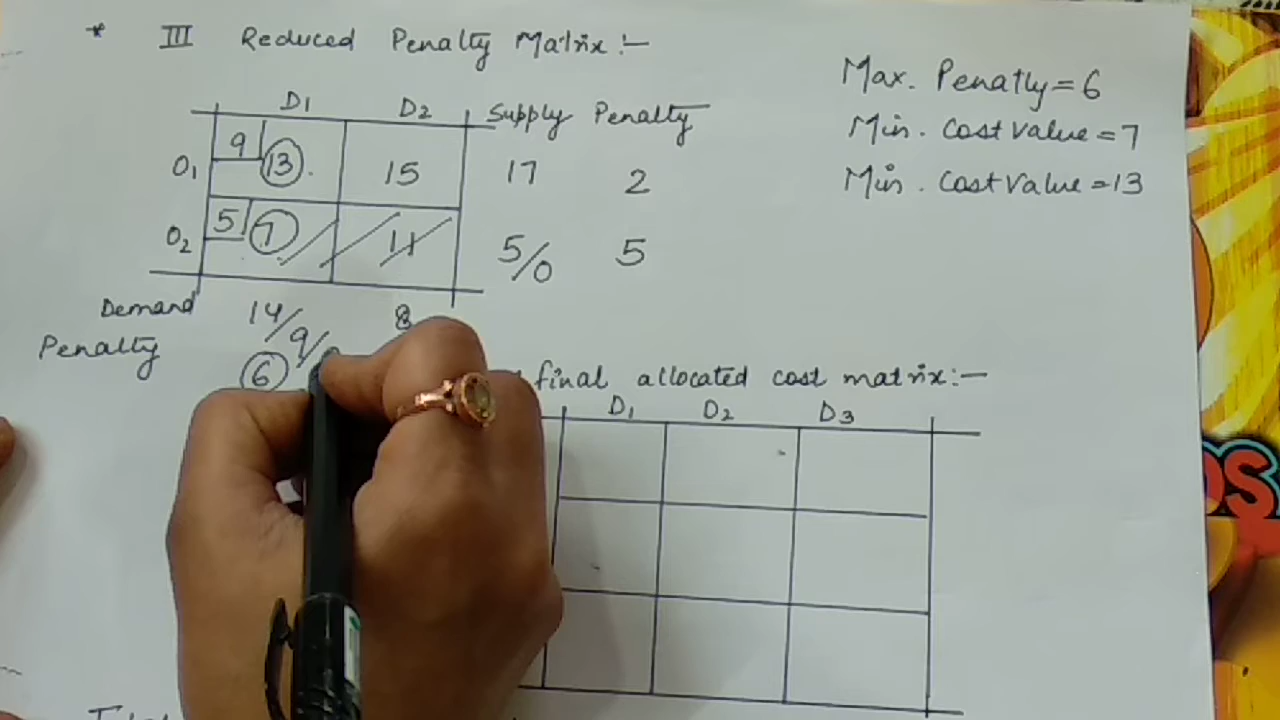 * III Reduced Penalty Matrix :-
Max. Penatly = 6
Min. Cost Value = 7
Min. Cost Value = 13
D1 D2 Supply Penalty
O1 9 13 15 17 2
O2 5 7 11 5/0 5
Demand 14/9/ 8
Penalty 6
final allocated cost matrix :-
D1 D2 D3